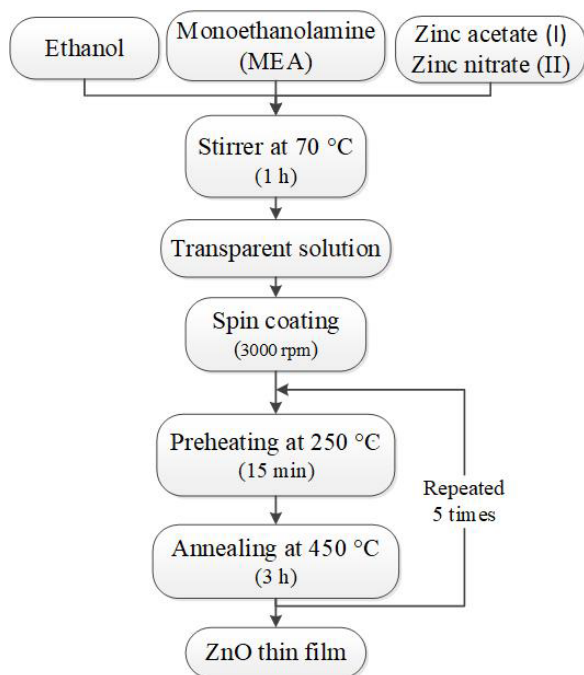 Ethanol
Monoethanolamine
(MEA)
Zinc acetate (I)
Zinc nitrate (II)
Stirrer at 70 °C
(1 h)
Transparent solution
Spin coating
(3000 rpm)
Preheating at 250 °C
(15 min)
Repeated
5 times
Annealing at 450 °C
(3 h)
ZnO thin film